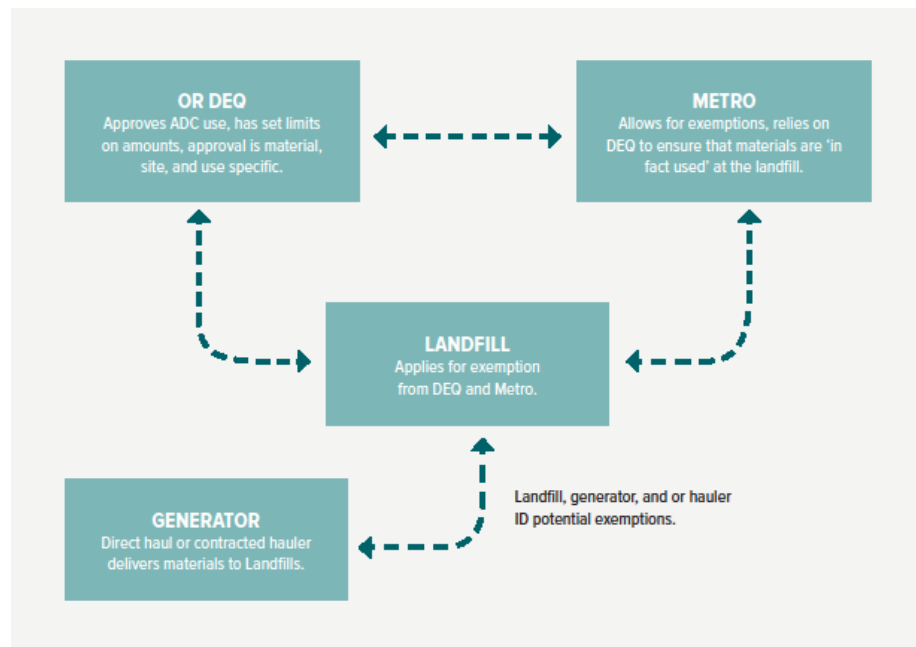 OR DEQ
Approves ADC use, has set limits
on amounts, approval is material,
site, and use specific.
METRO
Allows for exemptions, relies on
DEQ to ensure that materials are ‘in
fact used’ at the landfill.
LANDFILL
Applies for exemption
from DEQ and Metro.
Landfill, generator, and or hauler
ID potential exemptions.
GENERATOR
Direct haul or contracted hauler
delivers materials to Landfills.